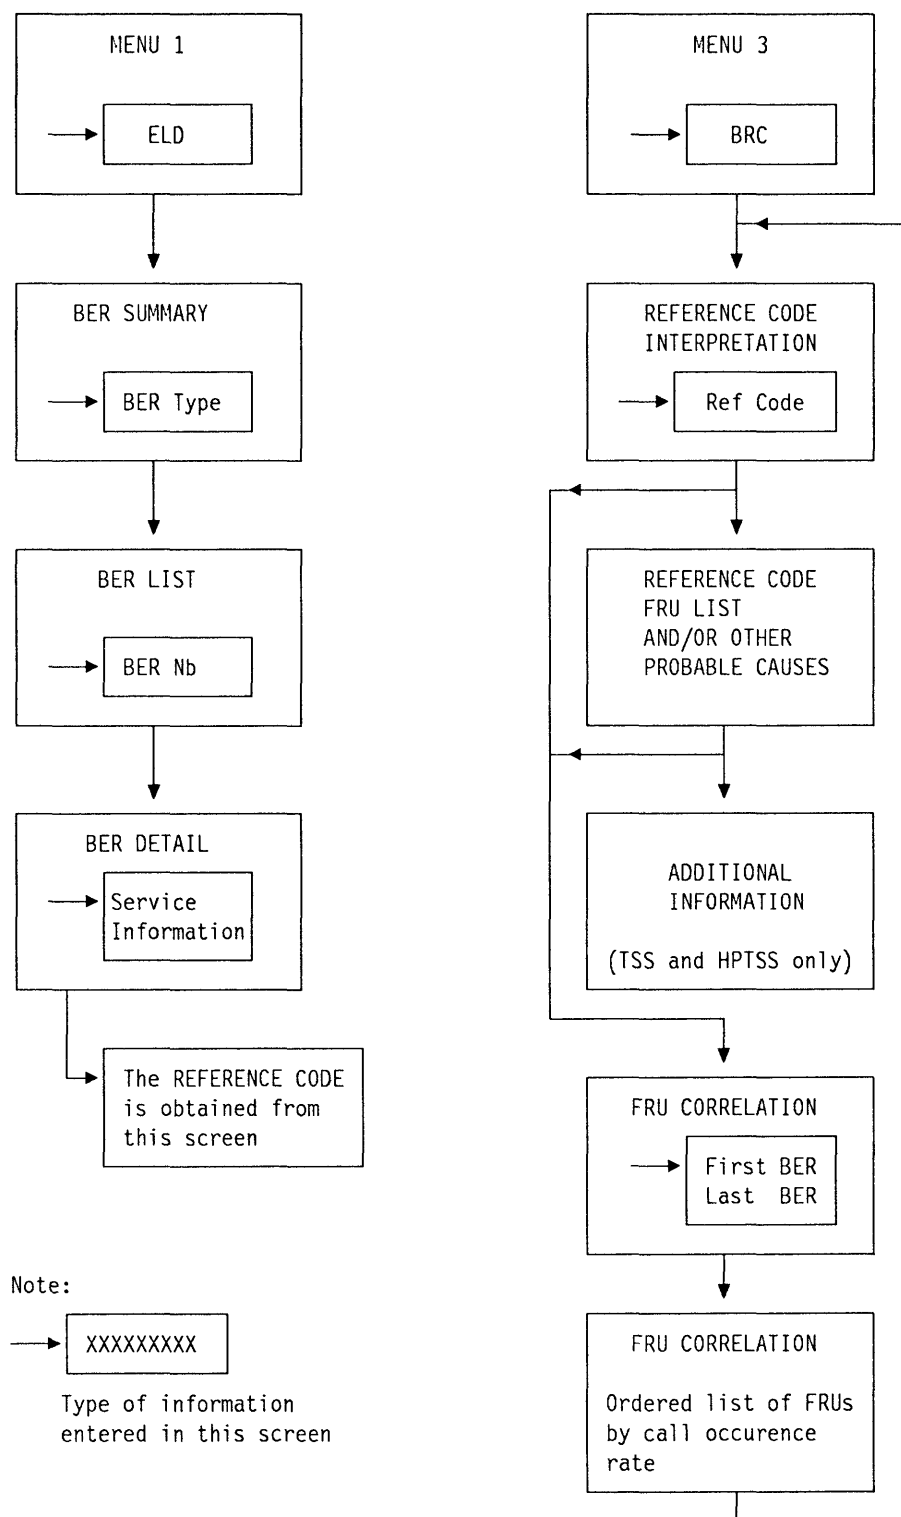 MENU 1
ELD
BER SUMMARY
BER Type
BER LIST
BER Nb
BER DETAIL
Service
Information
The REFERENCE CODE
is obtained from
this screen
Note:
XXXXXXXXX
Type of information
entered in this screen
MENU 3
BRC
REFERENCE CODE
INTERPRETATION
Ref Code
REFERENCE CODE
FRU LIST
AND/OR OTHER
PROBABLE CAUSES
ADDITIONAL
INFORMATION
(TSS and HPTSS only)
FRU CORRELATION
First BER
Last BER
FRU CORRELATION
Ordered list of FRUs
by call occurence
rate